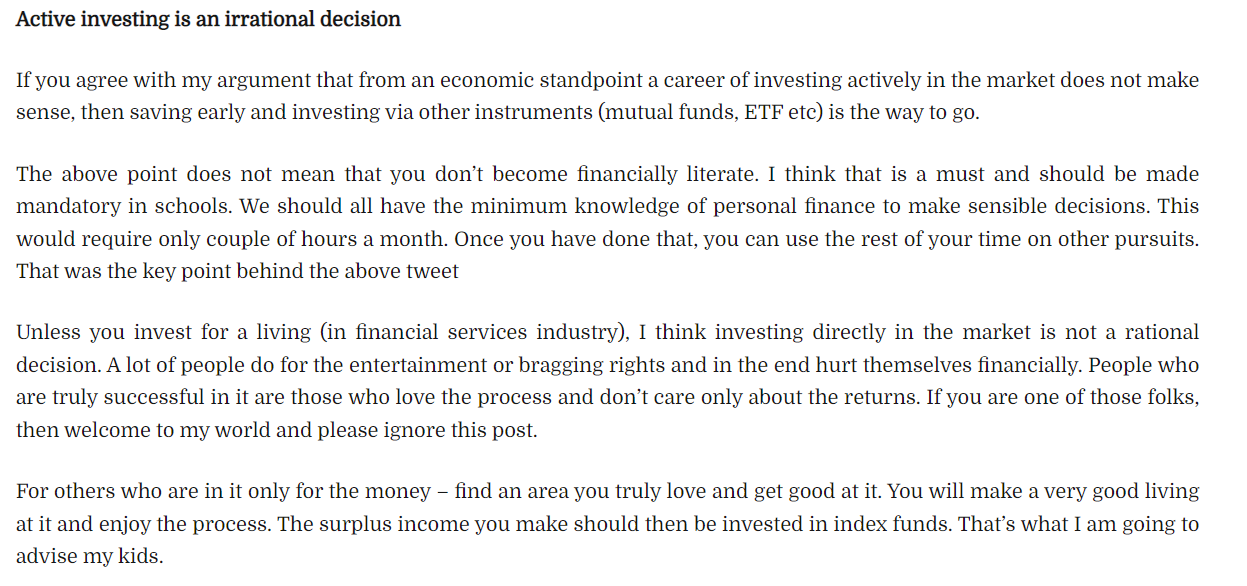 Active investing is an irrational decision
If you agree with my argument that from an economic standpoint a career of investing actively in the market does not make
sense, then saving early and investing via other instruments (mutual funds, ETF etc) is the way to go.
The above point does not mean that you don’t become financially literate. I think that is a must and should be made
mandatory in schools. We should all have the minimum knowledge of personal finance to make sensible decisions. This
would require only couple of hours a month. Once you have done that, you can use the rest of your time on other pursuits.
That was the key point behind the above tweet
Unless you invest for a living (in financial services industry), I think investing directly in the market is not a rational
decision. A lot of people do for the entertainment or bragging rights and in the end hurt themselves financially. People who
are truly successful in it are those who love the process and don’t care only about the returns. If you are one of those folks,
then welcome to my world and please ignore this post.
For others who are in it only for the money – find an area you truly love and get good at it. You will make a very good living
at it and enjoy the process. The surplus income you make should then be invested in index funds. That’s what I am going to
advise my kids.